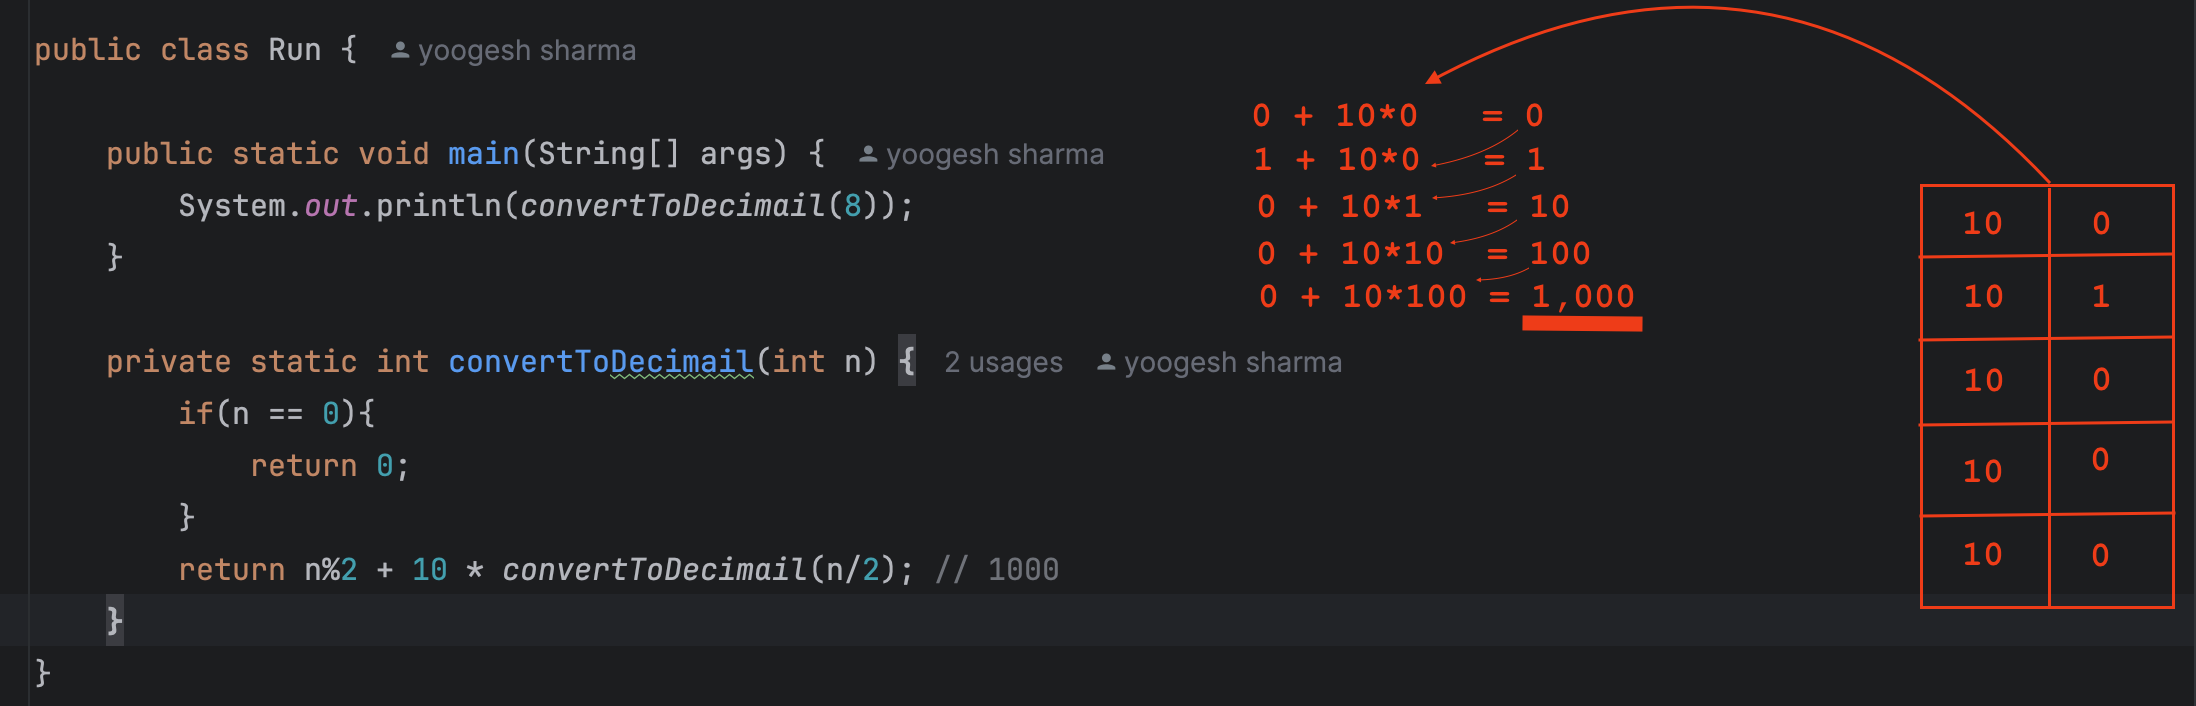 public class Run { yoogesh sharma
public static void main(String[] args) { yoogesh sharma
System.out.println(convertToDecimail(8));
}
private static int convertToDecimail(int n) { 2 usages yoogesh sharma
if(n == 0){
return 0;
}
return n%2 + 10 * convertToDecimail(n/2); // 1000
}
}
0 + 10*0 = 0
1 + 10*0 = 1
0 + 10*1 = 10
0 + 10*10 = 100
0 + 10*100 = 1,000
10 0
10 1
10 0
10 0
10 0